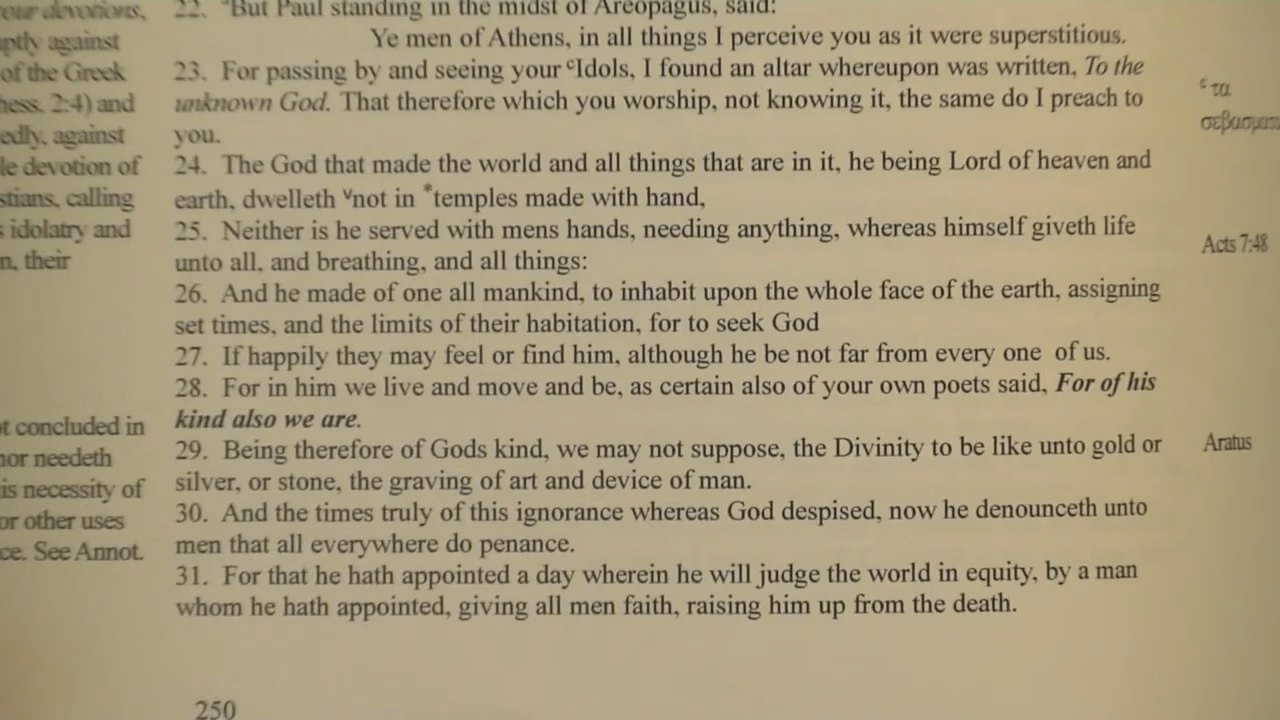 your devotions,
against
of the Greek
2:4) and
against
devotion of
calling
idolatry and
their
concluded in
nor needeth
is necessity of
or other uses
See Annot.
22. But Paul standing in the midst of Areopagus, said:
Ye men of Athens, in all things I perceive you as it were superstitious.
23. For passing by and seeing your ᶜIdols, I found an altar whereupon was written, To the
unknown God. That therefore which you worship, not knowing it, the same do I preach to
you.
24. The God that made the world and all things that are in it, he being Lord of heaven and
earth, dwelleth ᵛnot in *temples made with hand,
25. Neither is he served with mens hands, needing anything, whereas himself giveth life
unto all, and breathing, and all things:
26. And he made of one all mankind, to inhabit upon the whole face of the earth, assigning
set times, and the limits of their habitation, for to seek God
27. If happily they may feel or find him, although he be not far from every one of us.
28. For in him we live and move and be, as certain also of your own poets said, For of his
kind also we are.
29. Being therefore of Gods kind, we may not suppose, the Divinity to be like unto gold or
silver, or stone, the graving of art and device of man.
30. And the times truly of this ignorance whereas God despised, now he denounceth unto
men that all everywhere do penance.
31. For that he hath appointed a day wherein he will judge the world in equity, by a man
whom he hath appointed, giving all men faith, raising him up from the death.
ᶜ τα
Acts 7:48
Aratus
250